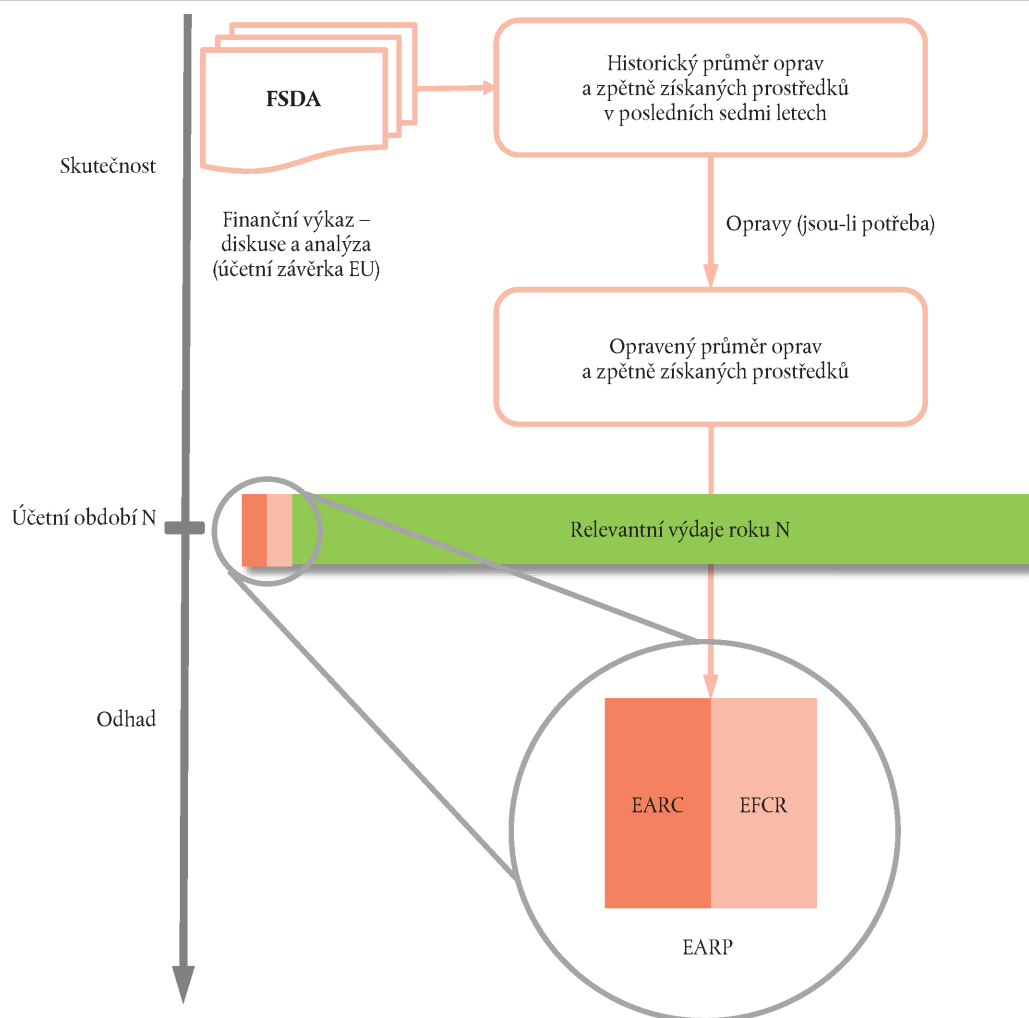 FSDA
Historický průměr oprav
a zpětně získaných prostředků
v posledních sedmi letech
Skutečnost
Finanční výkaz –
diskuse a analýza
(účetní závěrka EU)
Opravy (jsou-li potřeba)
Opravený průměr oprav
a zpětně získaných prostředků
Účetní období N
Relevantní výdaje roku N
Odhad
EARC
EFCR
EARP